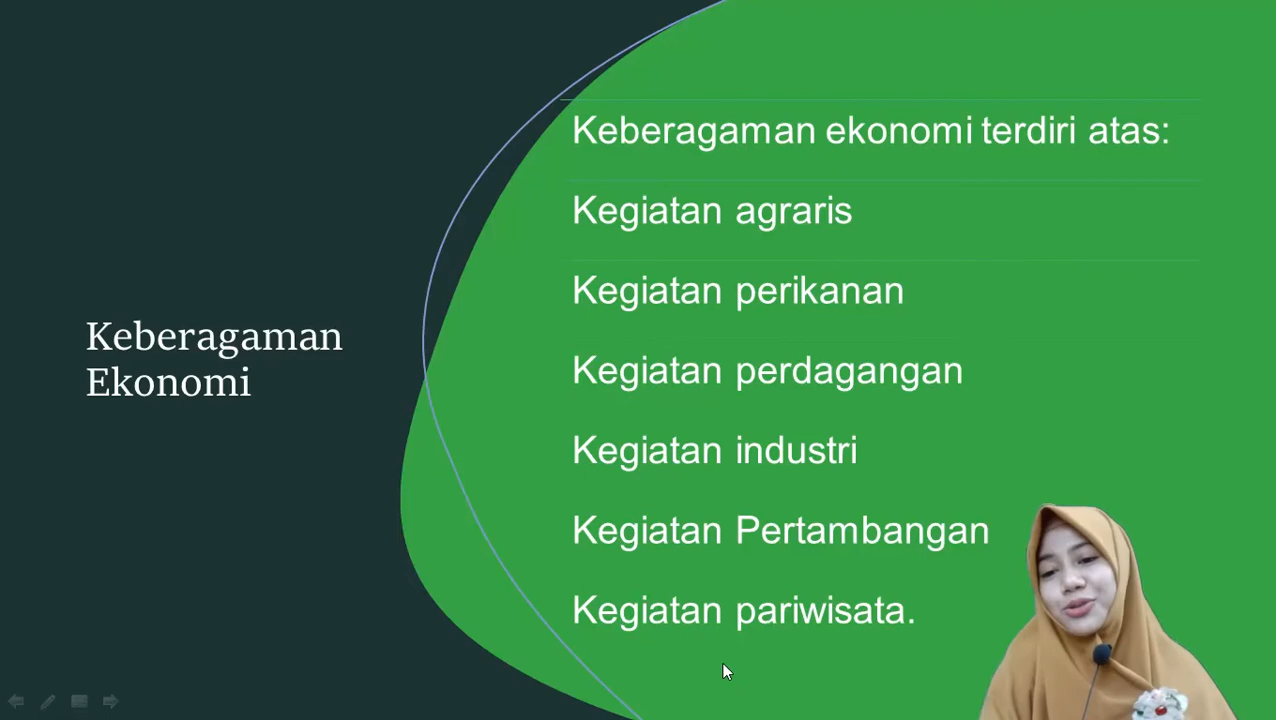 Keberagaman
Ekonomi
Keberagaman ekonomi terdiri atas:
Kegiatan agraris
Kegiatan perikanan
Kegiatan perdagangan
Kegiatan industri
Kegiatan Pertambangan
Kegiatan pariwisata.